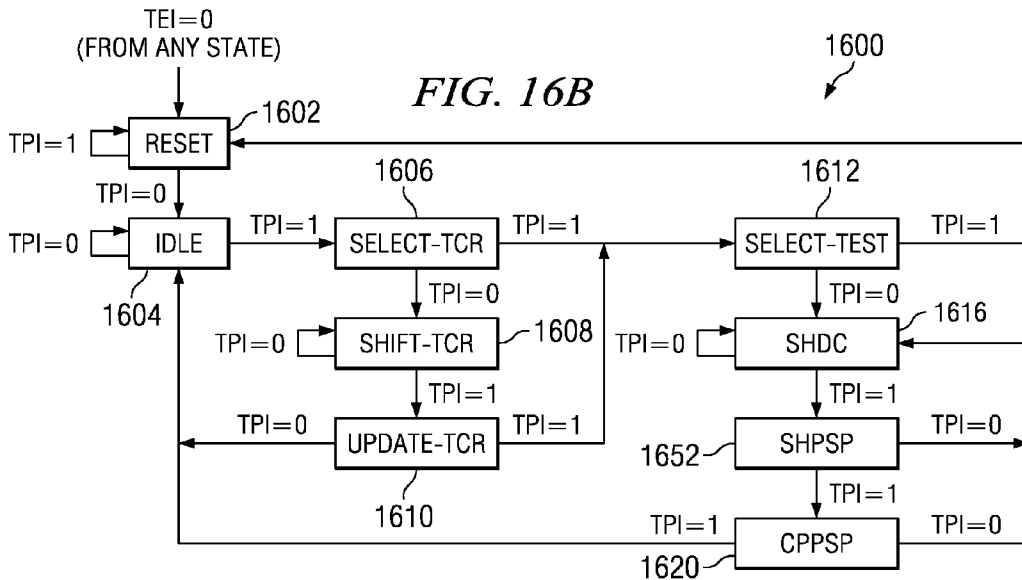 TEI=0
(FROM ANY STATE)
1600
FIG. 16B
1602
TPI=1
RESET
TPI=0
1606
1612
TPI=0
IDLE
TPI=1
SELECT-TCR
TPI=1
SELECT-TEST
TPI=1
1604
TPI=0
TPI=0
1616
TPI=0
SHIFT-TCR
1608
TPI=0
SHDC
TPI=1
TPI=1
TPI=0
UPDATE-TCR
TPI=1
1652
SHPSP
TPI=0
1610
TPI=1
TPI=1
CPPSP
TPI=0
1620